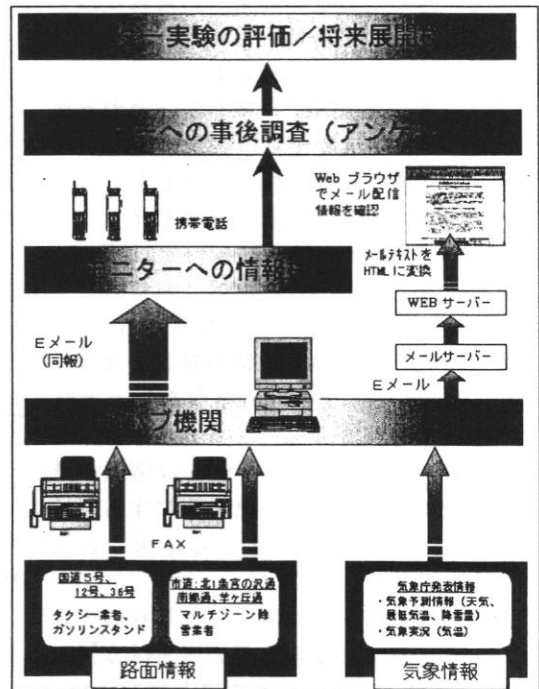 ター実験の評価／将来展開
ーへの事後調査（アンケ
Web ブラウザ
でメール配信
情報を確認
携帯電話
ニターへの情報
メールテキストを
HTMLに変換
WEBサーバー
Eメール
(同報)
メールサーバー
Eメール
ブ機関
FAX
国道5号、
12号、36号
タクシー業者、
ガソリンスタンド
市道：北1条宮の沢通
南郷通、羊ヶ丘通
マルチゾーン除
雪業者
気象庁発表情報
・気象予測情報（天気、
最低気温、降雪量）
・気象実況（気温）
路面情報
気象情報